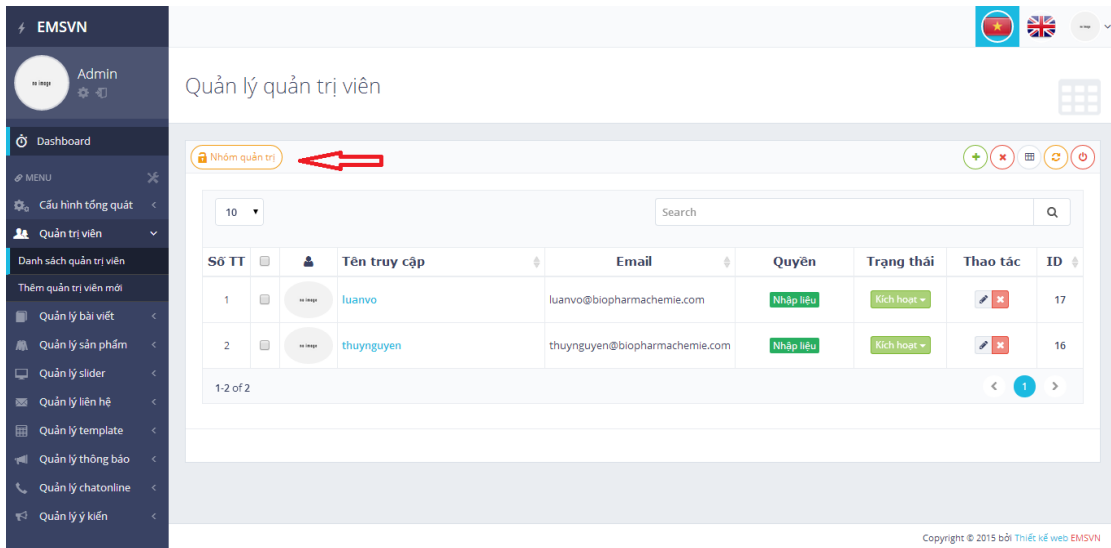 EMSVN
Admin
Dashboard
MENU
Cấu hình tổng quát
Quản trị viên
Danh sách quản trị viên
Thêm quản trị viên mới
Quản lý bài viết
Quản lý sản phẩm
Quản lý slider
Quản lý liên hệ
Quản lý template
Quản lý thông báo
Quản lý chatonline
Quản lý ý kiến
Quản lý quản trị viên
Nhóm quản trị
10 Search
Số TT Tên truy cập Email Quyền Trạng thái Thao tác ID
1 no image luanvo luanvo@biopharmachemie.com Nhập liệu Kích hoạt 17
2 no image thuynguyen thuynguyen@biopharmachemie.com Nhập liệu Kích hoạt 16
1-2 of 2 1
Copyright © 2015 bởi Thiết kế web EMSVN